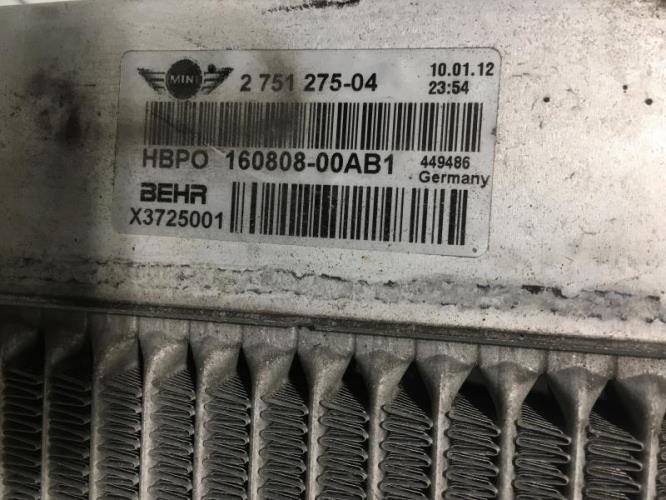 MINI 2 751 275-04 10.01.12
23:54
HBPO 160808-00AB1 449486
Germany
BEHR
X3725001